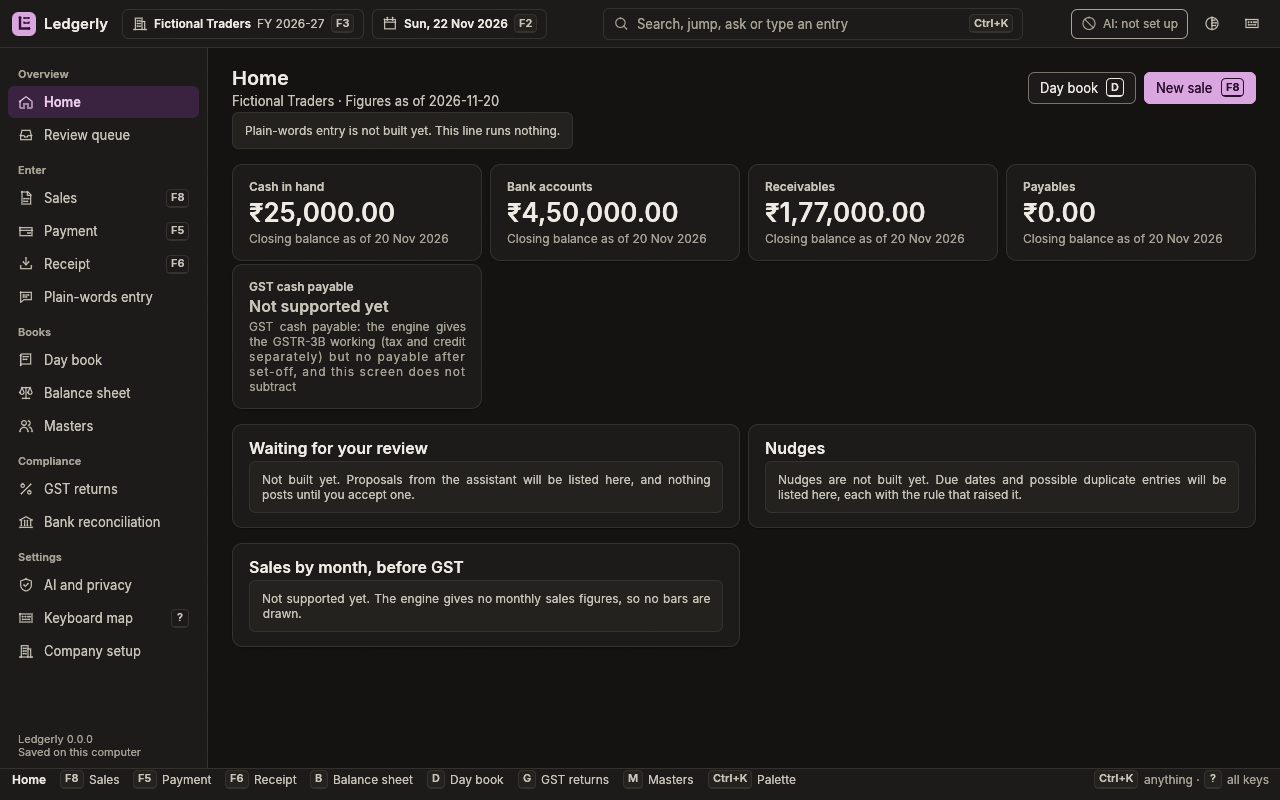 Ledgerly
Fictional Traders FY 2026-27 F3
Sun, 22 Nov 2026 F2
Search, jump, ask or type an entry Ctrl+K
AI: not set up
Overview
Home
Review queue
Enter
Sales F8
Payment F5
Receipt F6
Plain-words entry
Books
Day book
Balance sheet
Masters
Compliance
GST returns
Bank reconciliation
Settings
AI and privacy
Keyboard map ?
Company setup
Ledgerly 0.0.0
Saved on this computer
Home
Fictional Traders · Figures as of 2026-11-20
Day book D
New sale F8
Plain-words entry is not built yet. This line runs nothing.
Cash in hand
₹25,000.00
Closing balance as of 20 Nov 2026
Bank accounts
₹4,50,000.00
Closing balance as of 20 Nov 2026
Receivables
₹1,77,000.00
Closing balance as of 20 Nov 2026
Payables
₹0.00
Closing balance as of 20 Nov 2026
GST cash payable
Not supported yet
GST cash payable: the engine gives
the GSTR-3B working (tax and credit
separately) but no payable after
set-off, and this screen does not
subtract
Waiting for your review
Not built yet. Proposals from the assistant will be listed here, and nothing
posts until you accept one.
Nudges
Nudges are not built yet. Due dates and possible duplicate entries will be
listed here, each with the rule that raised it.
Sales by month, before GST
Not supported yet. The engine gives no monthly sales figures, so no bars are
drawn.
Home F8 Sales F5 Payment F6 Receipt B Balance sheet D Day book G GST returns M Masters Ctrl+K Palette
Ctrl+K anything · ? all keys